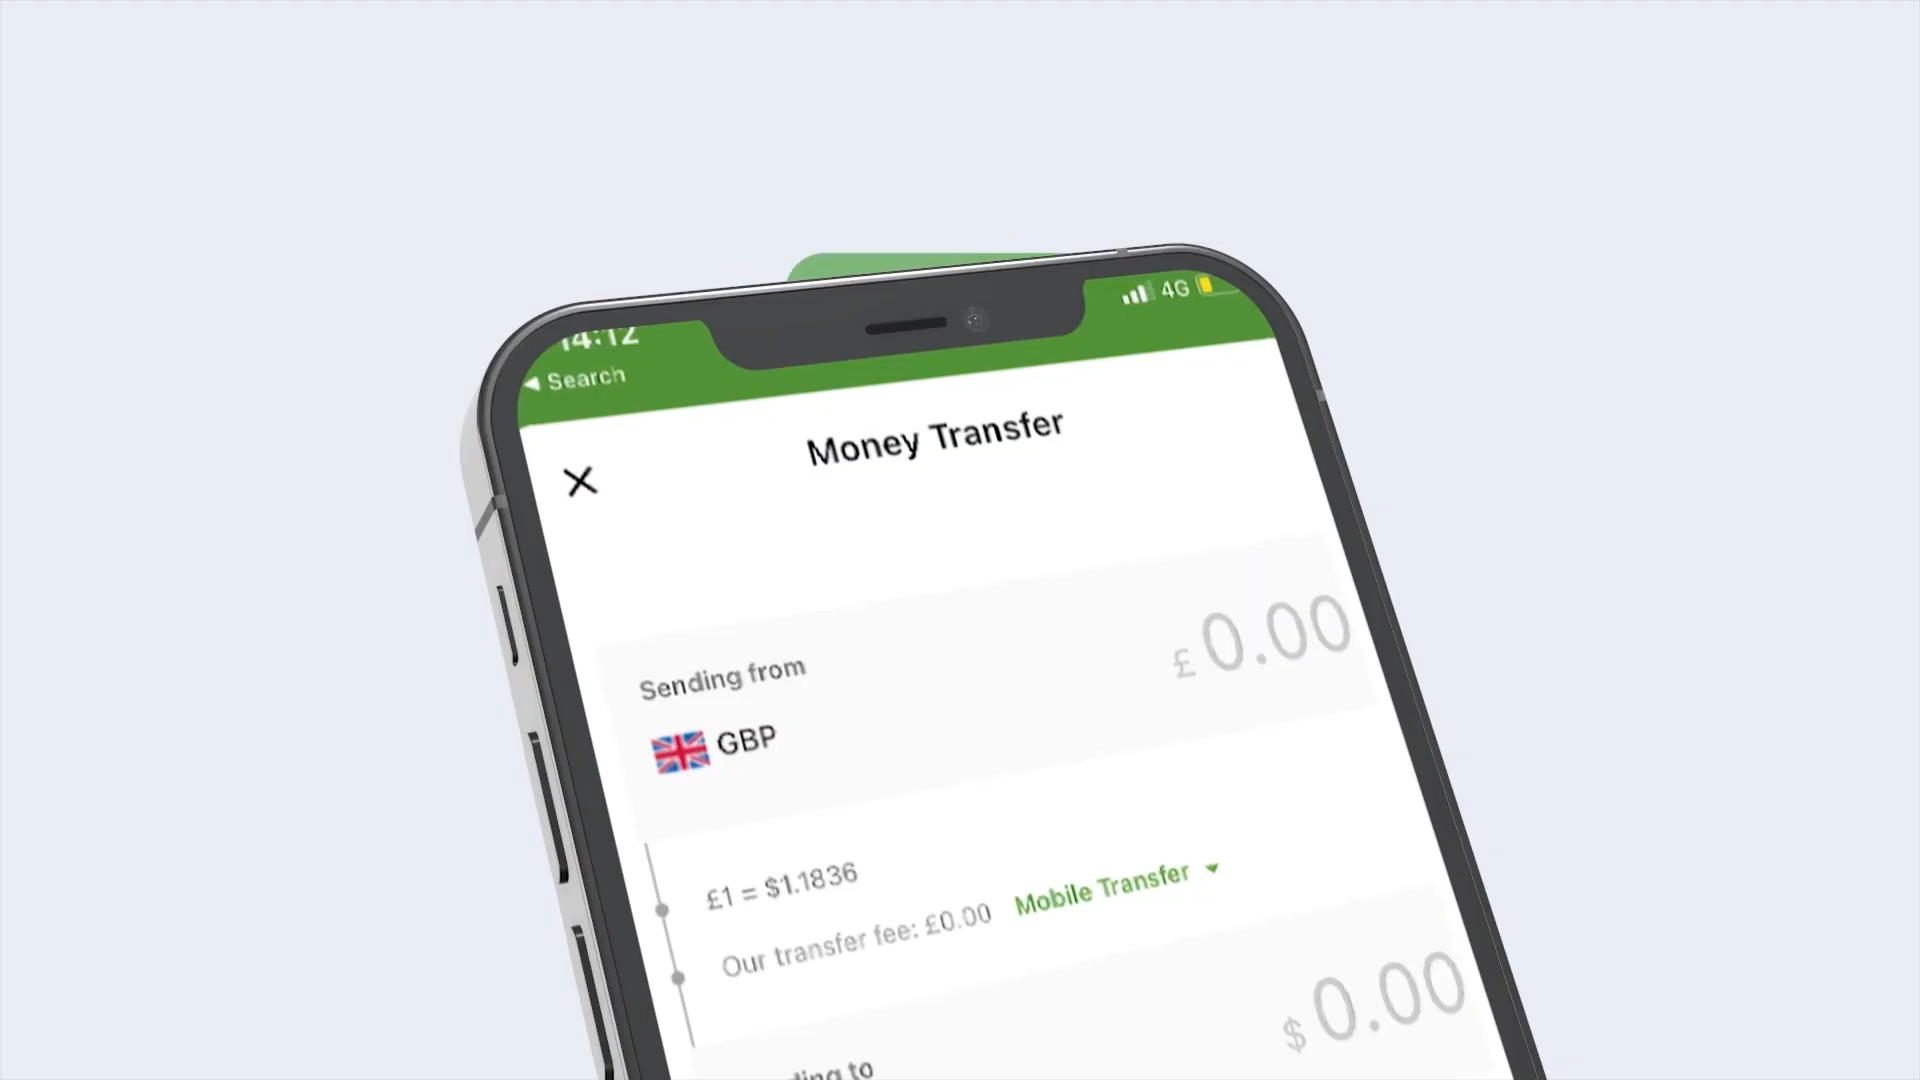 14:12
4G
◀ Search
Money Transfer
£0.00
Sending from
GBP
£1 = $1.1836
Our transfer fee: £0.00 Mobile Transfer
$0.00
to